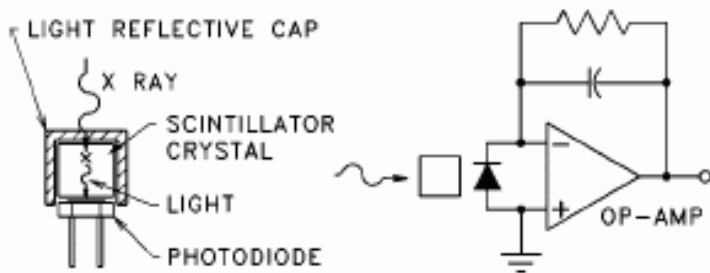 LIGHT REFLECTIVE CAP
X RAY
SCINTILLATOR
CRYSTAL
LIGHT
PHOTODIODE
−
+
OP-AMP